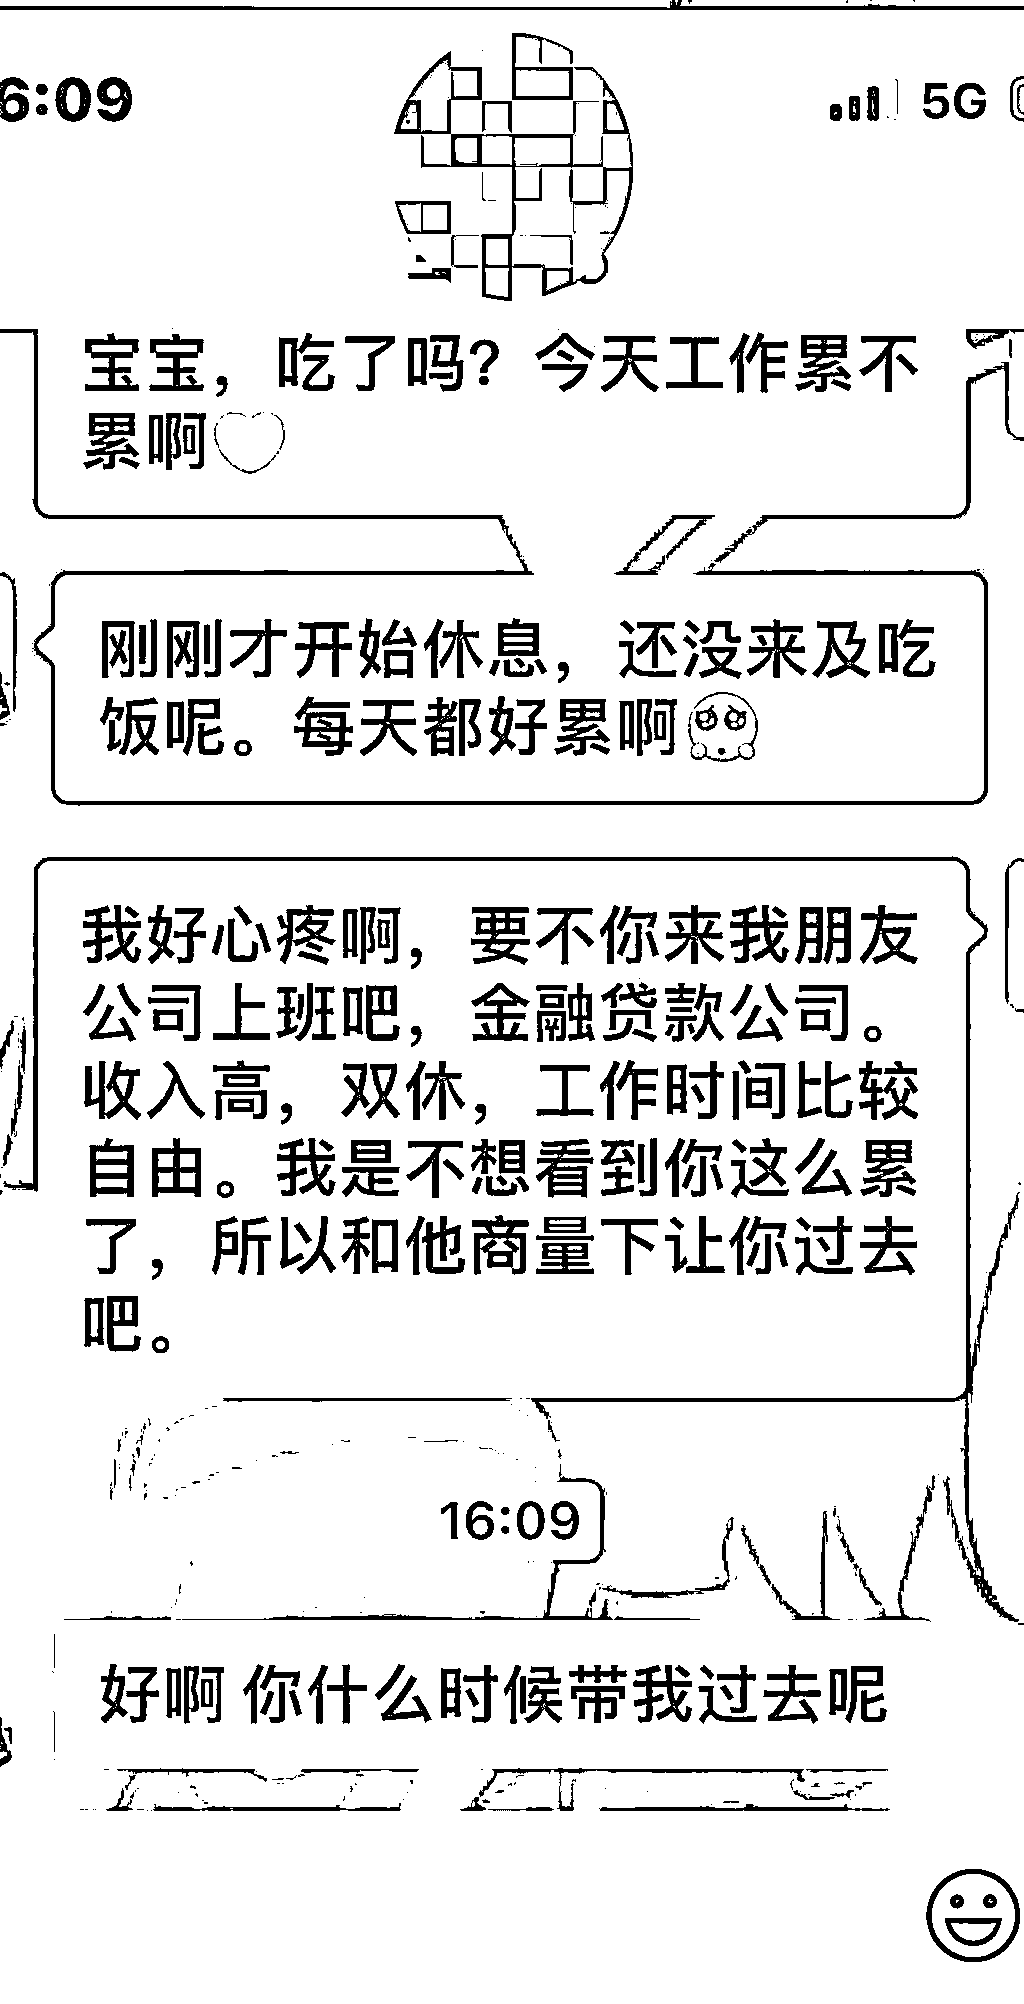 6:09
5G
宝宝，吃了吗？今天工作累不
累啊
刚刚才开始休息，还没来及吃
饭呢。每天都好累啊
我好心疼啊，要不你来我朋友
公司上班吧，金融贷款公司。
收入高，双休，工作时间比较
自由。我是不想看到你这么累
了，所以和他商量下让你过去
吧。
16:09
好啊 你什么时候带我过去呢